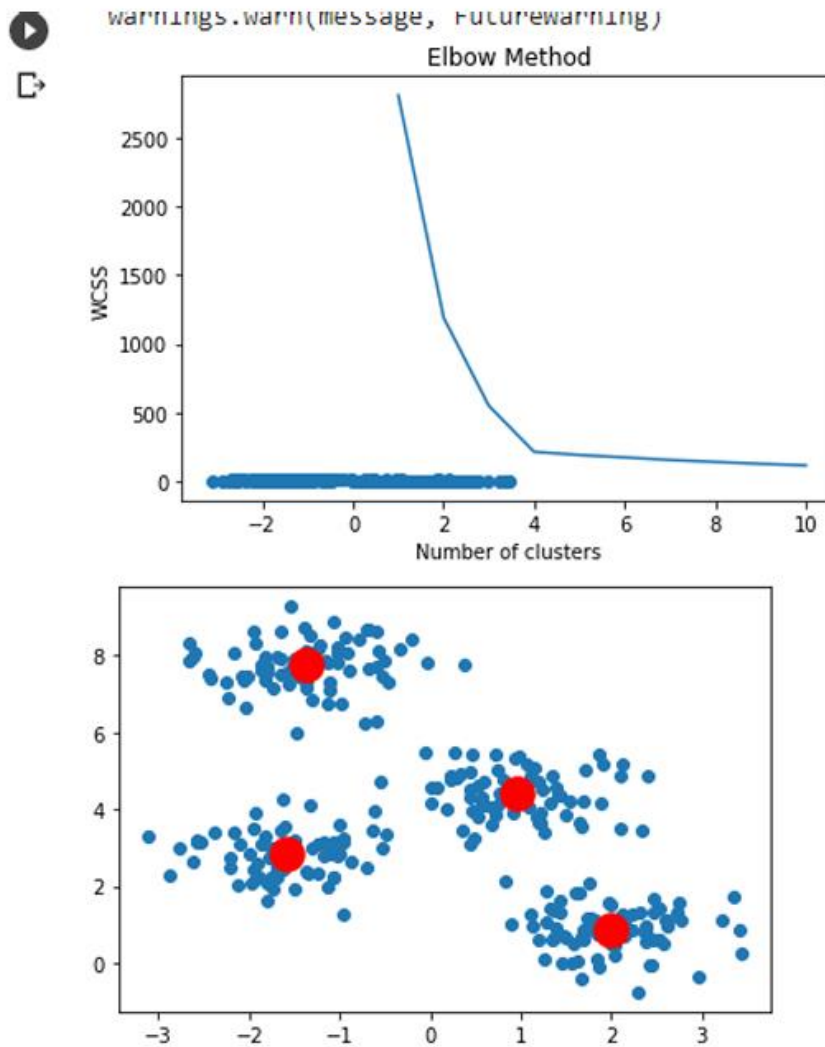 warnings.warn(message, FutureWarning)
Elbow Method
2500
2000
1500
1000
500
0
WCSS
−2 0 2 4 6 8 10
Number of clusters
8
6
4
2
0
−3 −2 −1 0 1 2 3